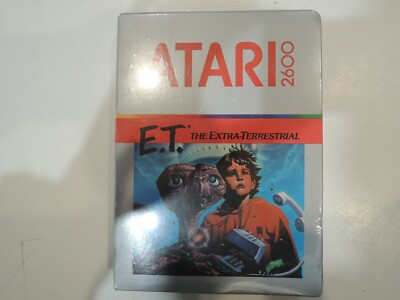 ATARI 2600
E.T. THE EXTRA-TERRESTRIAL